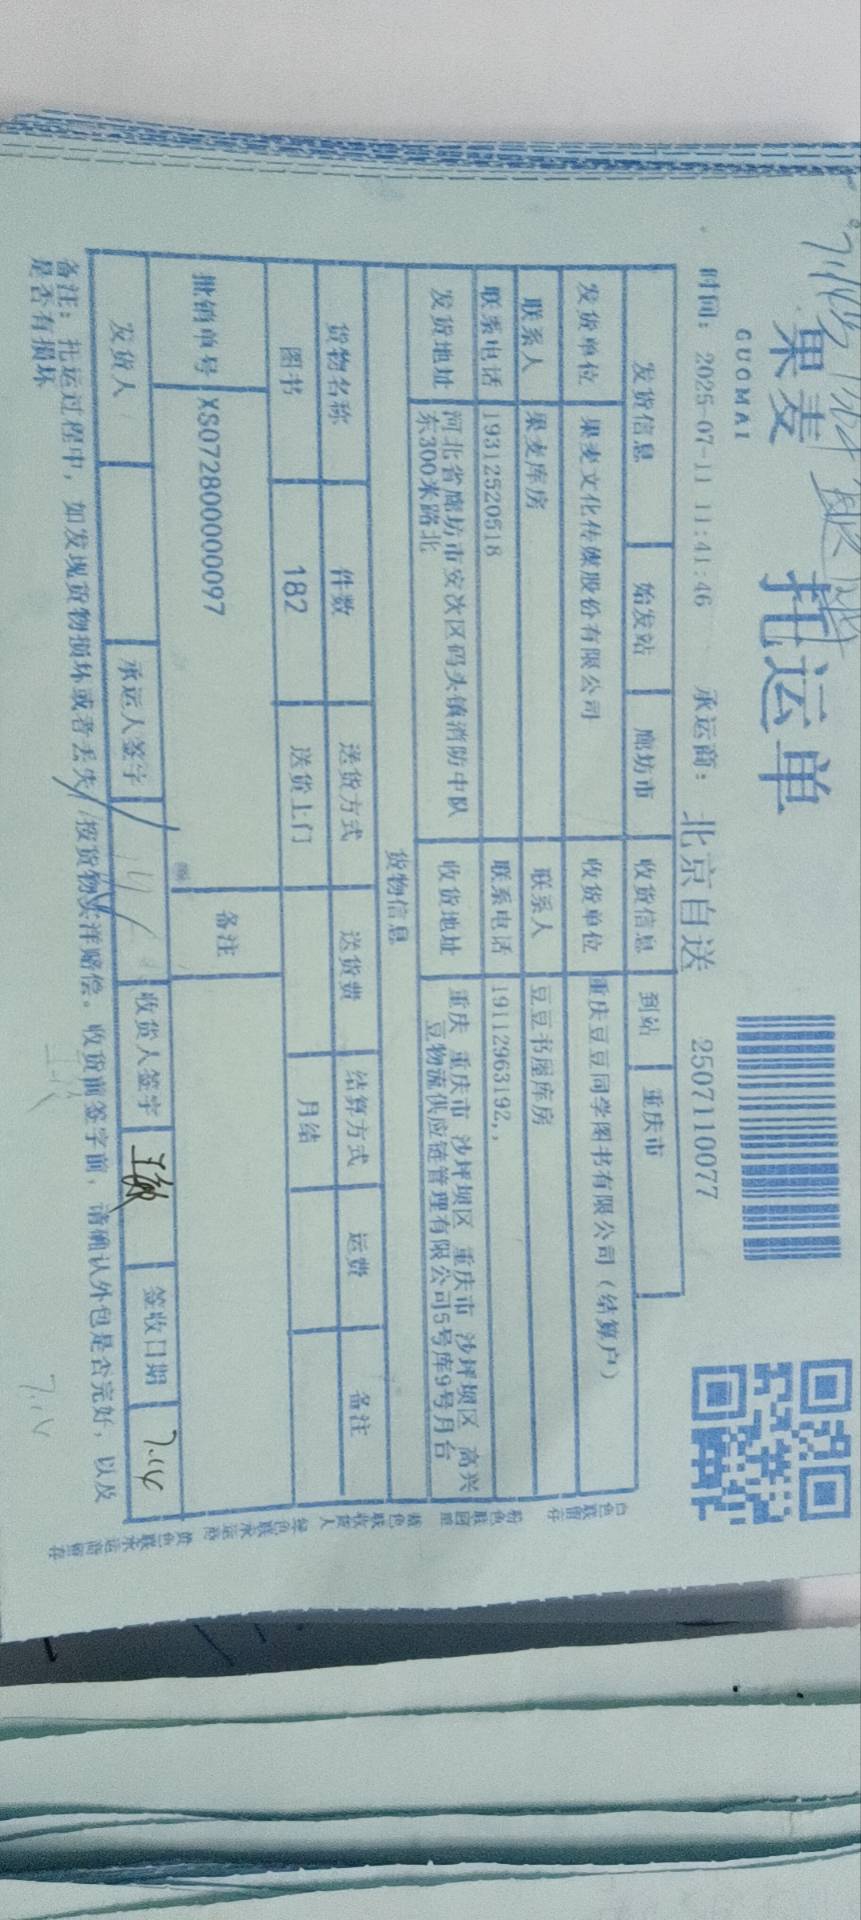 果麦
GUOMAI
托运单
时间：2025-07-11 11:41:46 承运商：北京自送 2507110077
发货信息 始发站 廊坊市 收货信息 到站 重庆市
发货单位 果麦文化传媒股份有限公司 收货单位 重庆豆豆同学图书有限公司（结算户）
联系人 果麦库房 联系人 豆豆书屋库房
联系电话 19312520518 联系电话 19112963192,,
发货地址 河北省廊坊市安次区码头镇消防中队东300米路北 收货地址 重庆 重庆市 沙坪坝区 重庆市 沙坪坝区 高兴豆物流供应链管理有限公司5号库9号月台
货物信息
货物名称 件数 送货方式 送货费 结算方式 运费 备注
图书 182 送货上门 月结
批销单号 XS072800000097 备注
发货人 承运人签字 收货人签字 王敏 签收日期 7.14
备注：托运过程中，如发现货物损坏或者丢失，按货物实洋赔偿。收货前签字前，请确认外包是否完好，以及
是否有损坏